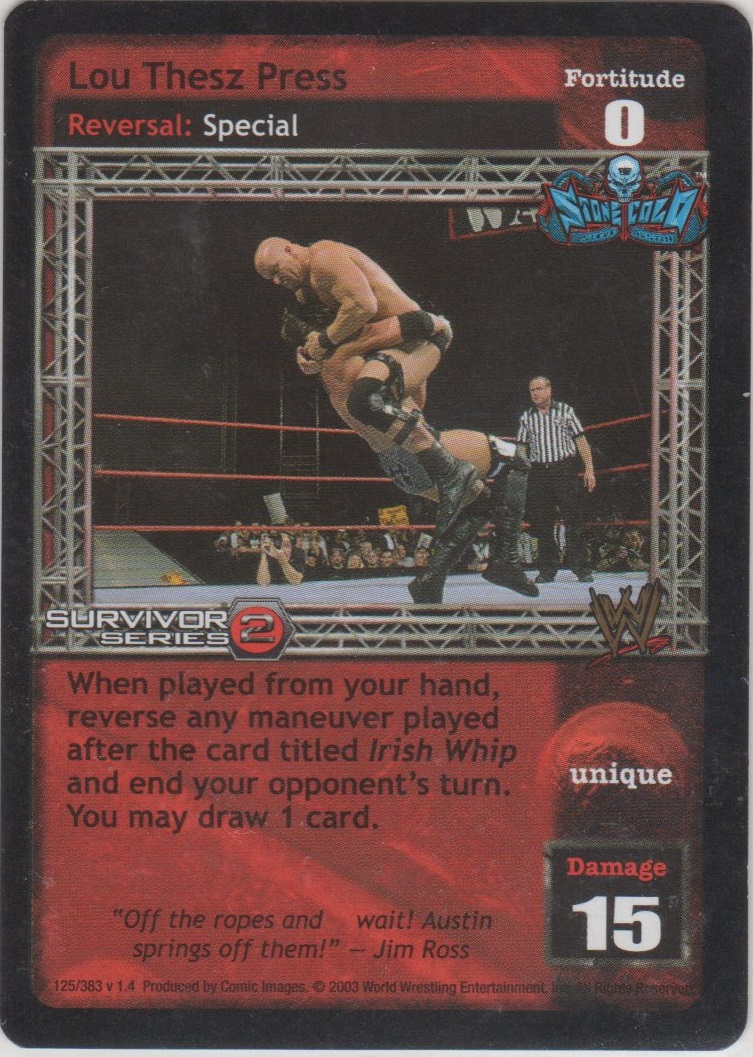 Lou Thesz Press
Fortitude
0
Reversal: Special
STONE COLD
SURVIVOR
SERIES 2
When played from your hand,
reverse any maneuver played
after the card titled Irish Whip
and end your opponent's turn.
You may draw 1 card.
unique
Damage
15
"Off the ropes and wait! Austin
springs off them!" – Jim Ross
125/383 v 1.4 Produced by Comic Images. © 2003 World Wrestling Entertainment, Inc. All Rights Reserved.